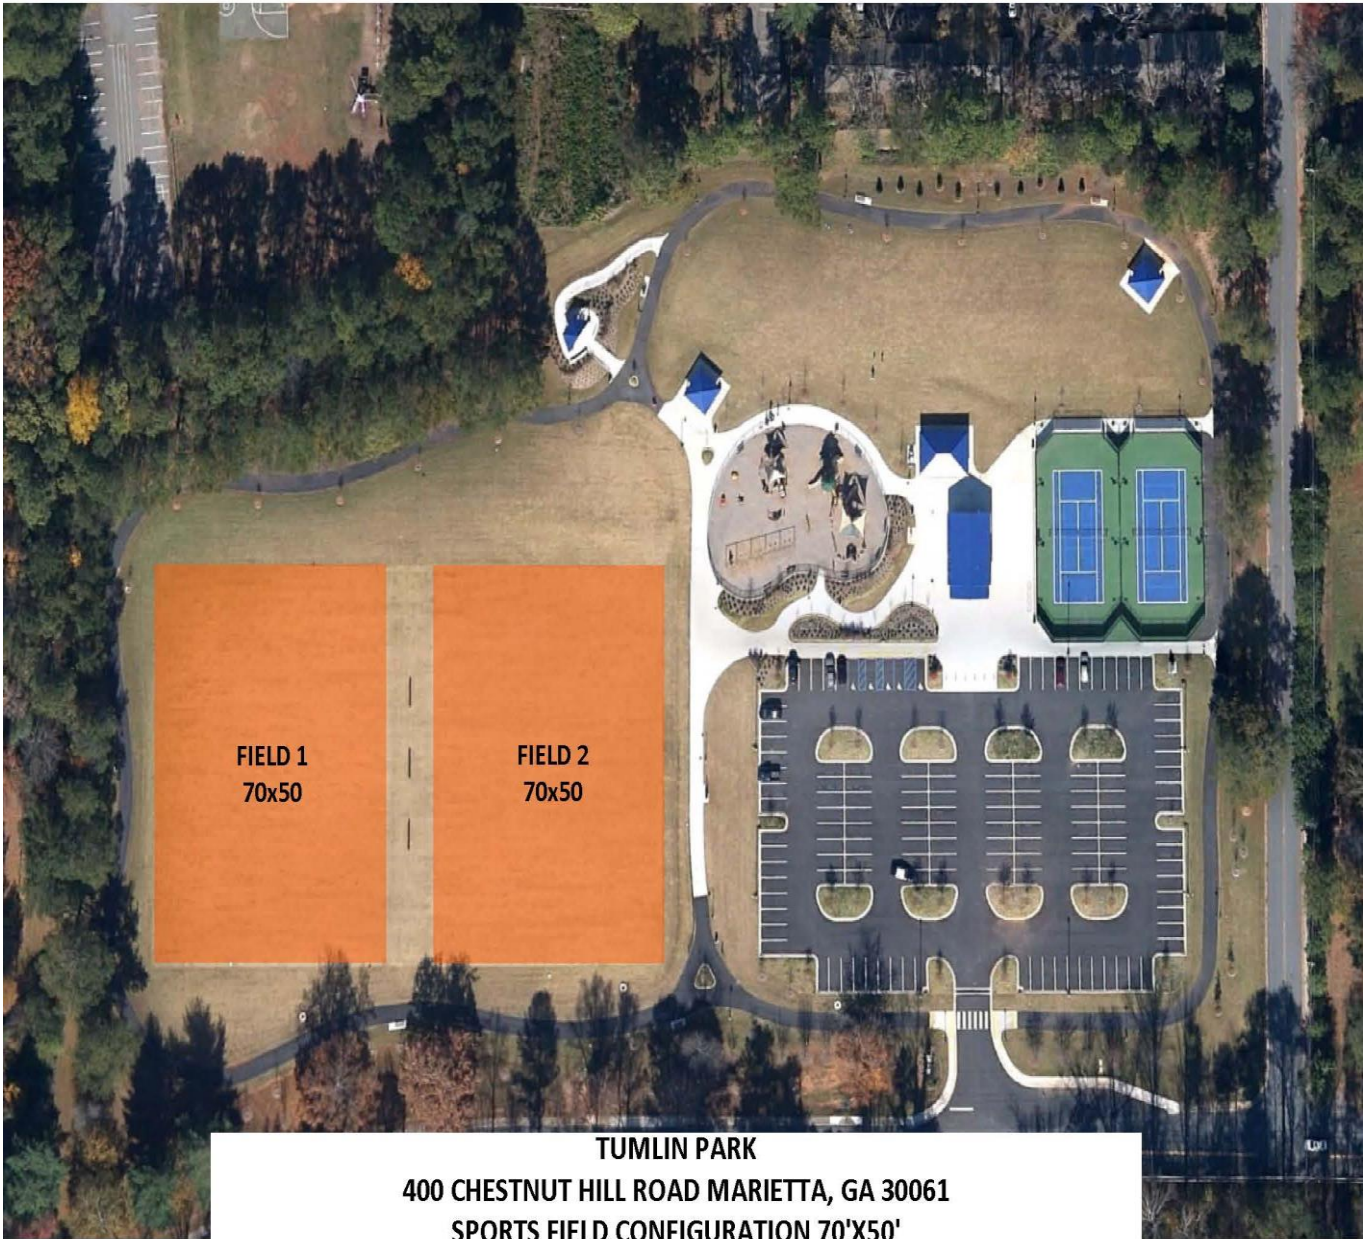 FIELD 1
70x50
FIELD 2
70x50
TUMLIN PARK
400 CHESTNUT HILL ROAD MARIETTA, GA 30061
SPORTS FIELD CONFIGURATION 70'X50'